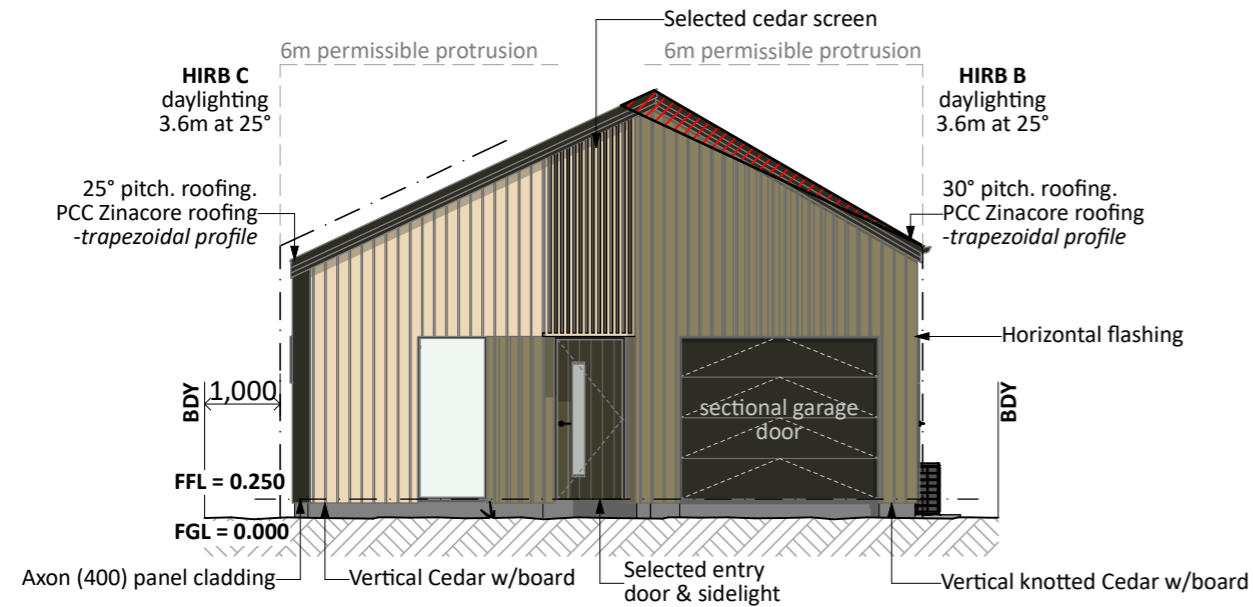 Selected cedar screen
6m permissible protrusion
6m permissible protrusion
HIRB C
daylighting
3.6m at 25°
HIRB B
daylighting
3.6m at 25°
25° pitch. roofing.
PCC Zinacore roofing
-trapezoidal profile
30° pitch. roofing.
PCC Zinacore roofing
-trapezoidal profile
Horizontal flashing
BDY
1,000
sectional garage
door
BDY
FFL = 0.250
FGL = 0.000
Axon (400) panel cladding
Vertical Cedar w/board
Selected entry
door & sidelight
Vertical knotted Cedar w/board